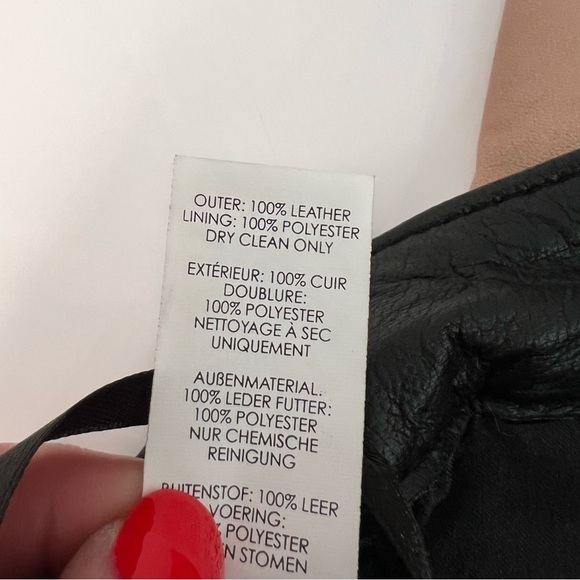 OUTER: 100% LEATHER
LINING: 100% POLYESTER
DRY CLEAN ONLY
EXTÉRIEUR: 100% CUIR
DOUBLURE:
100% POLYESTER
NETTOYAGE À SEC
UNIQUEMENT
AUßENMATERIAL.
100% LEDER FUTTER:
100% POLYESTER
NUR CHEMISCHE
REINIGUNG
BUITENSTOF: 100% LEER
VOERING:
% POLYESTER
STOMEN